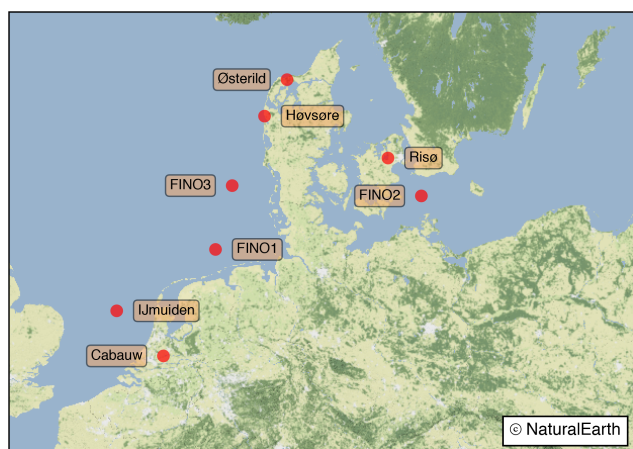 Østerild
Høvsøre
Risø
FINO3
FINO2
FINO1
IJmuiden
Cabauw
© NaturalEarth